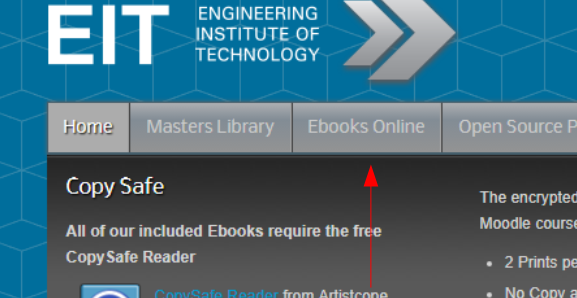 EIT
ENGINEERING
INSTITUTE OF
TECHNOLOGY
Home Masters Library Ebooks Online Open Source P
Copy Safe
All of our included Ebooks require the free
CopySafe Reader
CopySafe Reader from Artistcope
The encrypted
Moodle course
• 2 Prints pe
• No Copy a